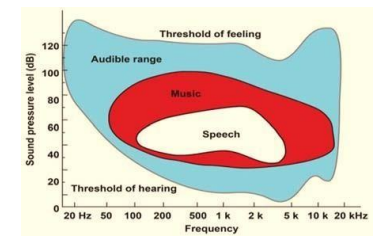 Threshold of feeling
120
Audible range
100
Music
80
60
Speech
40
20
Threshold of hearing
0
Sound pressure level (dB)
20 Hz 50 100 200 500 1 k 2 k 5 k 10 k 20 kHz
Frequency